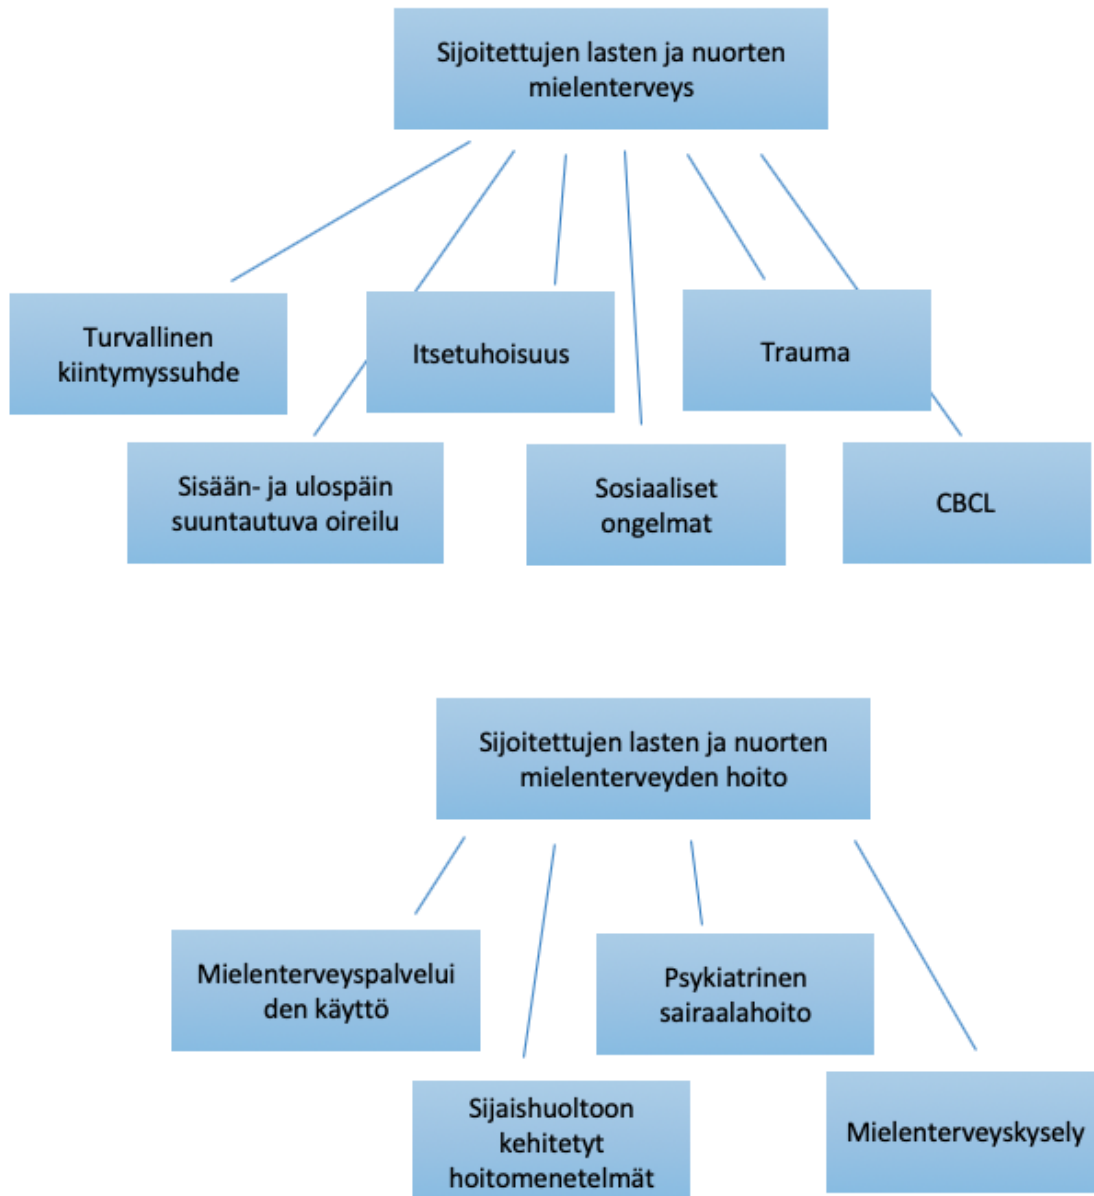 Sijoitettujen lasten ja nuorten
mielenterveys
Turvallinen
kiintymyssuhde
Itsetuhoisuus
Trauma
Sisään- ja ulospäin
suuntautuva oireilu
Sosiaaliset
ongelmat
CBCL
Sijoitettujen lasten ja nuorten
mielenterveyden hoito
Mielenterveyspalvelui
den käyttö
Psykiatrinen
sairaalahoito
Sijaishuoltoon
kehitetyt
hoitomenetelmät
Mielenterveyskysely